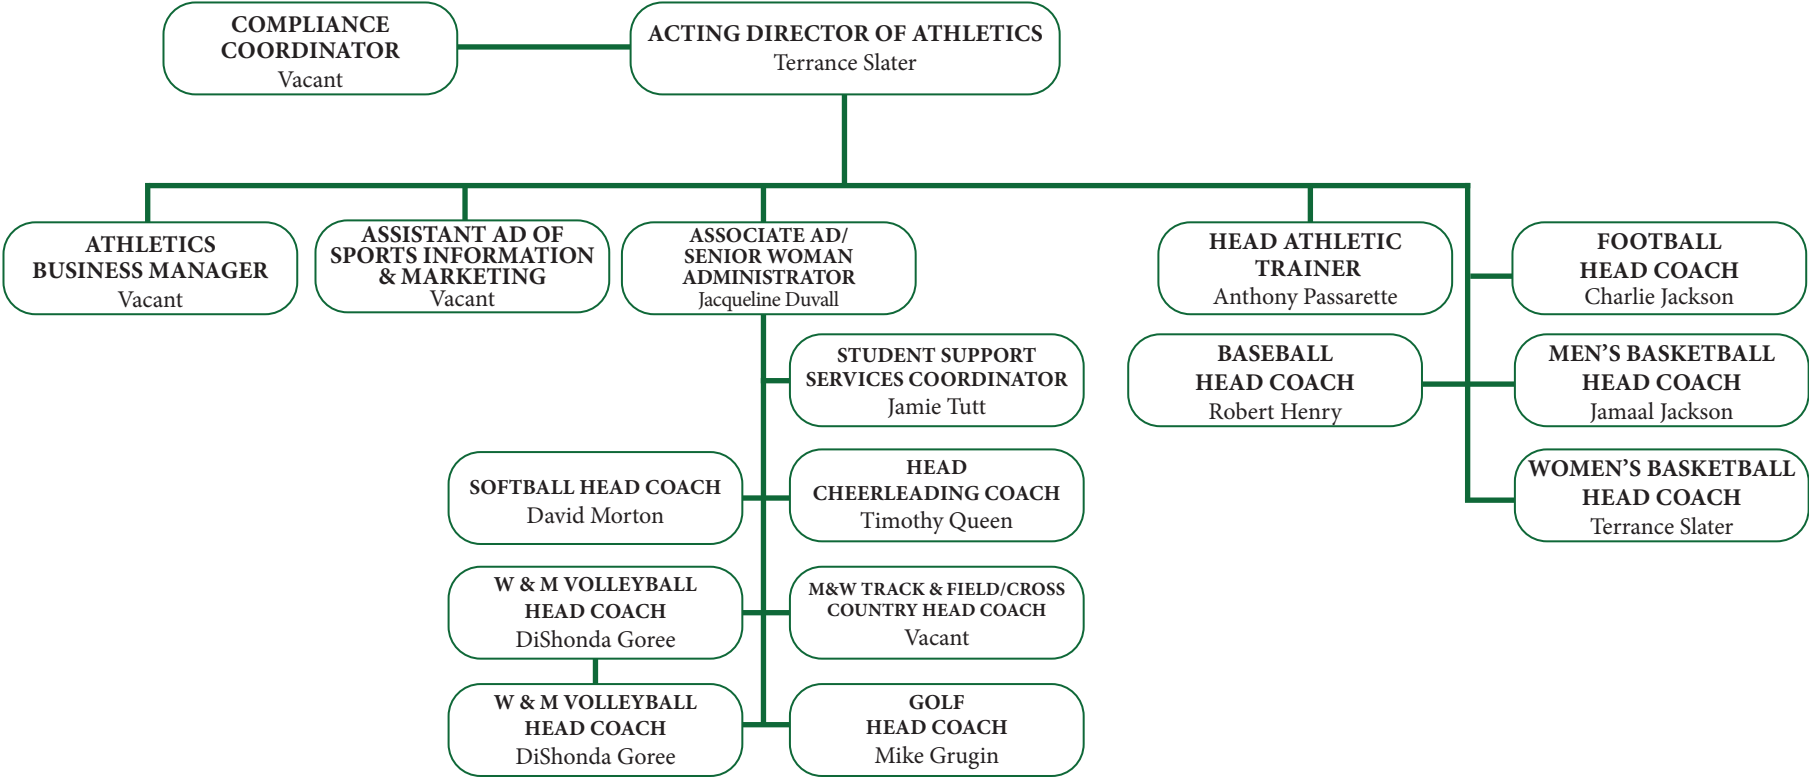 COMPLIANCE
COORDINATOR
Vacant
ACTING DIRECTOR OF ATHLETICS
Terrance Slater
ATHLETICS
BUSINESS MANAGER
Vacant
ASSISTANT AD OF
SPORTS INFORMATION
& MARKETING
Vacant
ASSOCIATE AD/
SENIOR WOMAN
ADMINISTRATOR
Jacqueline Duvall
HEAD ATHLETIC
TRAINER
Anthony Passarette
FOOTBALL
HEAD COACH
Charlie Jackson
STUDENT SUPPORT
SERVICES COORDINATOR
Jamie Tutt
BASEBALL
HEAD COACH
Robert Henry
MEN’S BASKETBALL
HEAD COACH
Jamaal Jackson
SOFTBALL HEAD COACH
David Morton
HEAD
CHEERLEADING COACH
Timothy Queen
WOMEN’S BASKETBALL
HEAD COACH
Terrance Slater
W & M VOLLEYBALL
HEAD COACH
DiShonda Goree
M&W TRACK & FIELD/CROSS
COUNTRY HEAD COACH
Vacant
W & M VOLLEYBALL
HEAD COACH
DiShonda Goree
GOLF
HEAD COACH
Mike Grugin